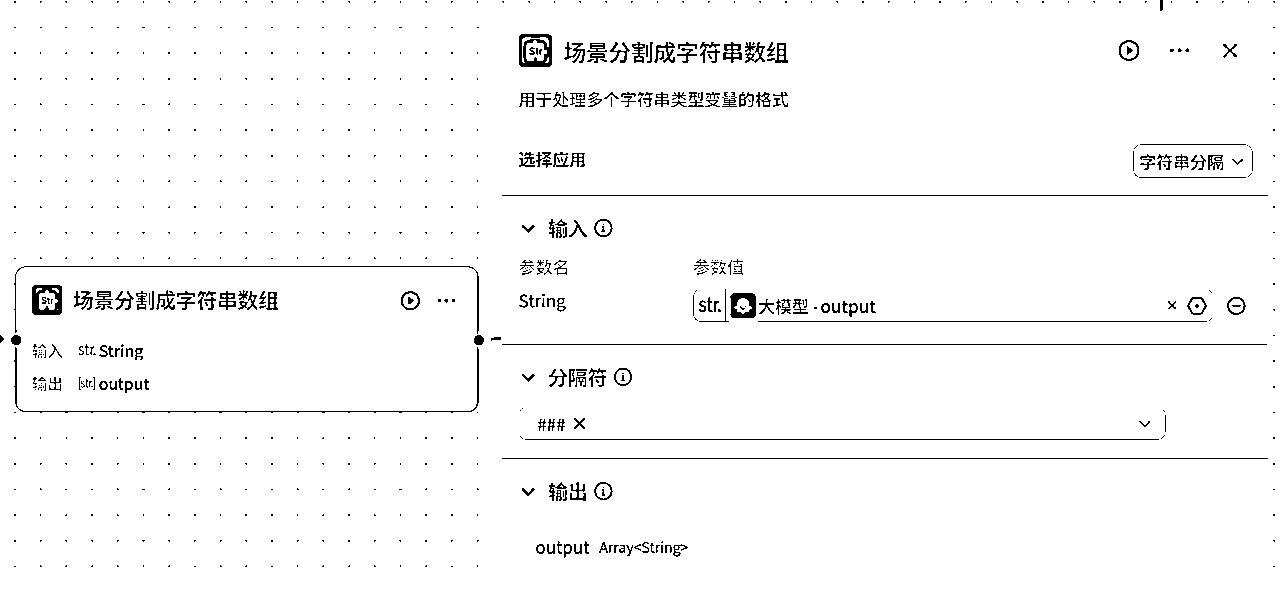 场景分割成字符串数组
输入 str. String
输出 [str] output
Str
场景分割成字符串数组
用于处理多个字符串类型变量的格式
选择应用
字符串分隔
输入
参数名 参数值
String str. 大模型 - output
分隔符
###
输出
output Array<String>